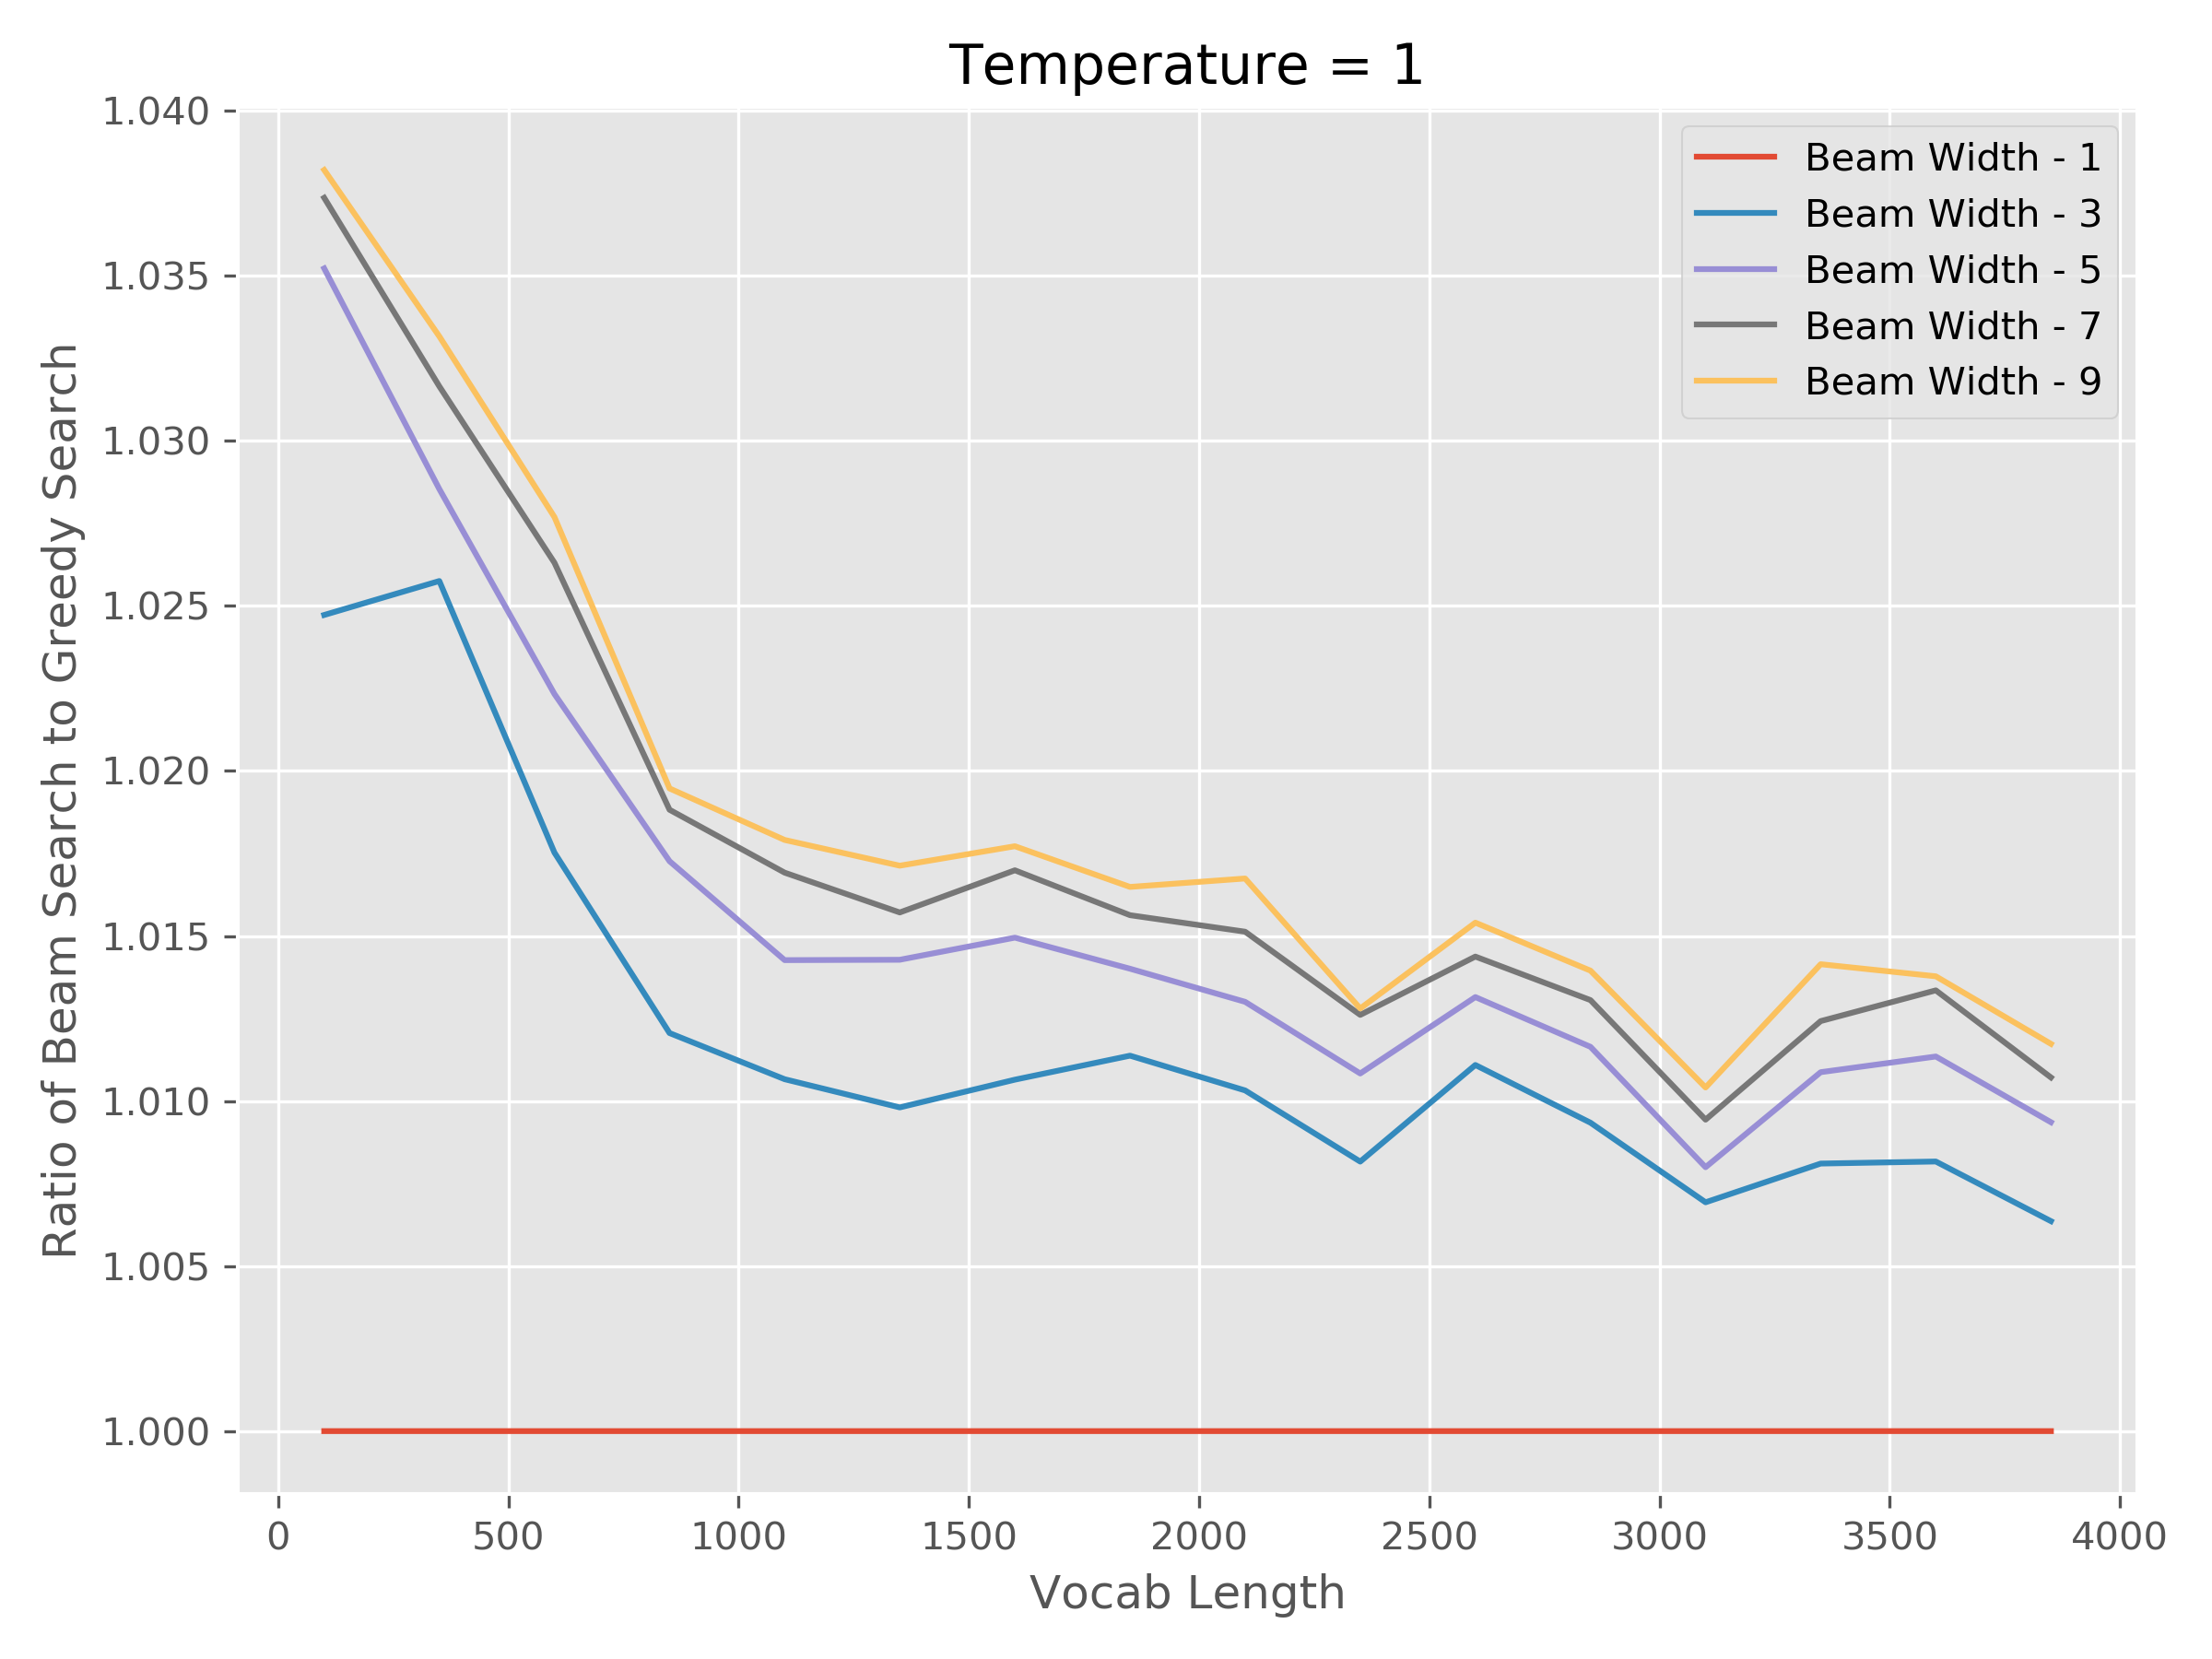 Temperature = 1
1.040
1.035
1.030
1.025
1.020
1.015
1.010
1.005
1.000
Ratio of Beam Search to Greedy Search
Beam Width - 1
Beam Width - 3
Beam Width - 5
Beam Width - 7
Beam Width - 9
0 500 1000 1500 2000 2500 3000 3500 4000
Vocab Length